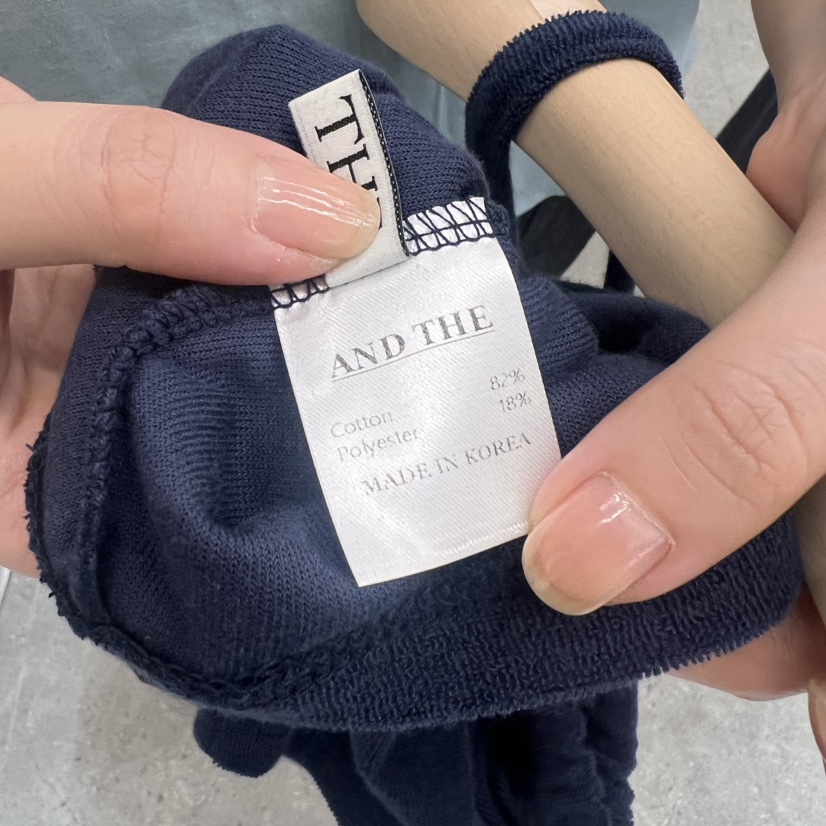 AND THE
Cotton 82%
Polyester 18%
MADE IN KOREA